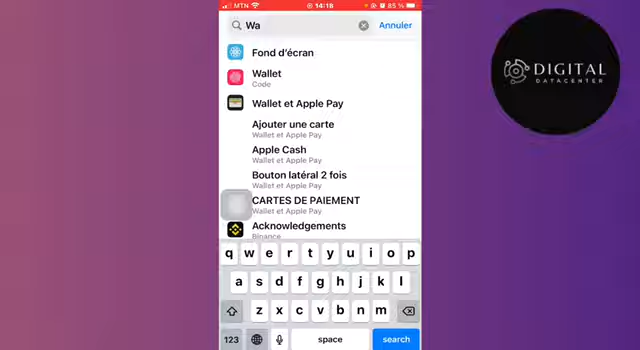 MTN 14:18 85 %
Wa Annuler
Fond d'écran
Wallet
Code
Wallet et Apple Pay
Ajouter une carte
Wallet et Apple Pay
Apple Cash
Wallet et Apple Pay
Bouton latéral 2 fois
Wallet et Apple Pay
CARTES DE PAIEMENT
Wallet et Apple Pay
Acknowledgements
Binance
q w e r t y u i o p
a s d f g h j k l
z x c v b n m
123 space search
DIGITAL
DATACENTER